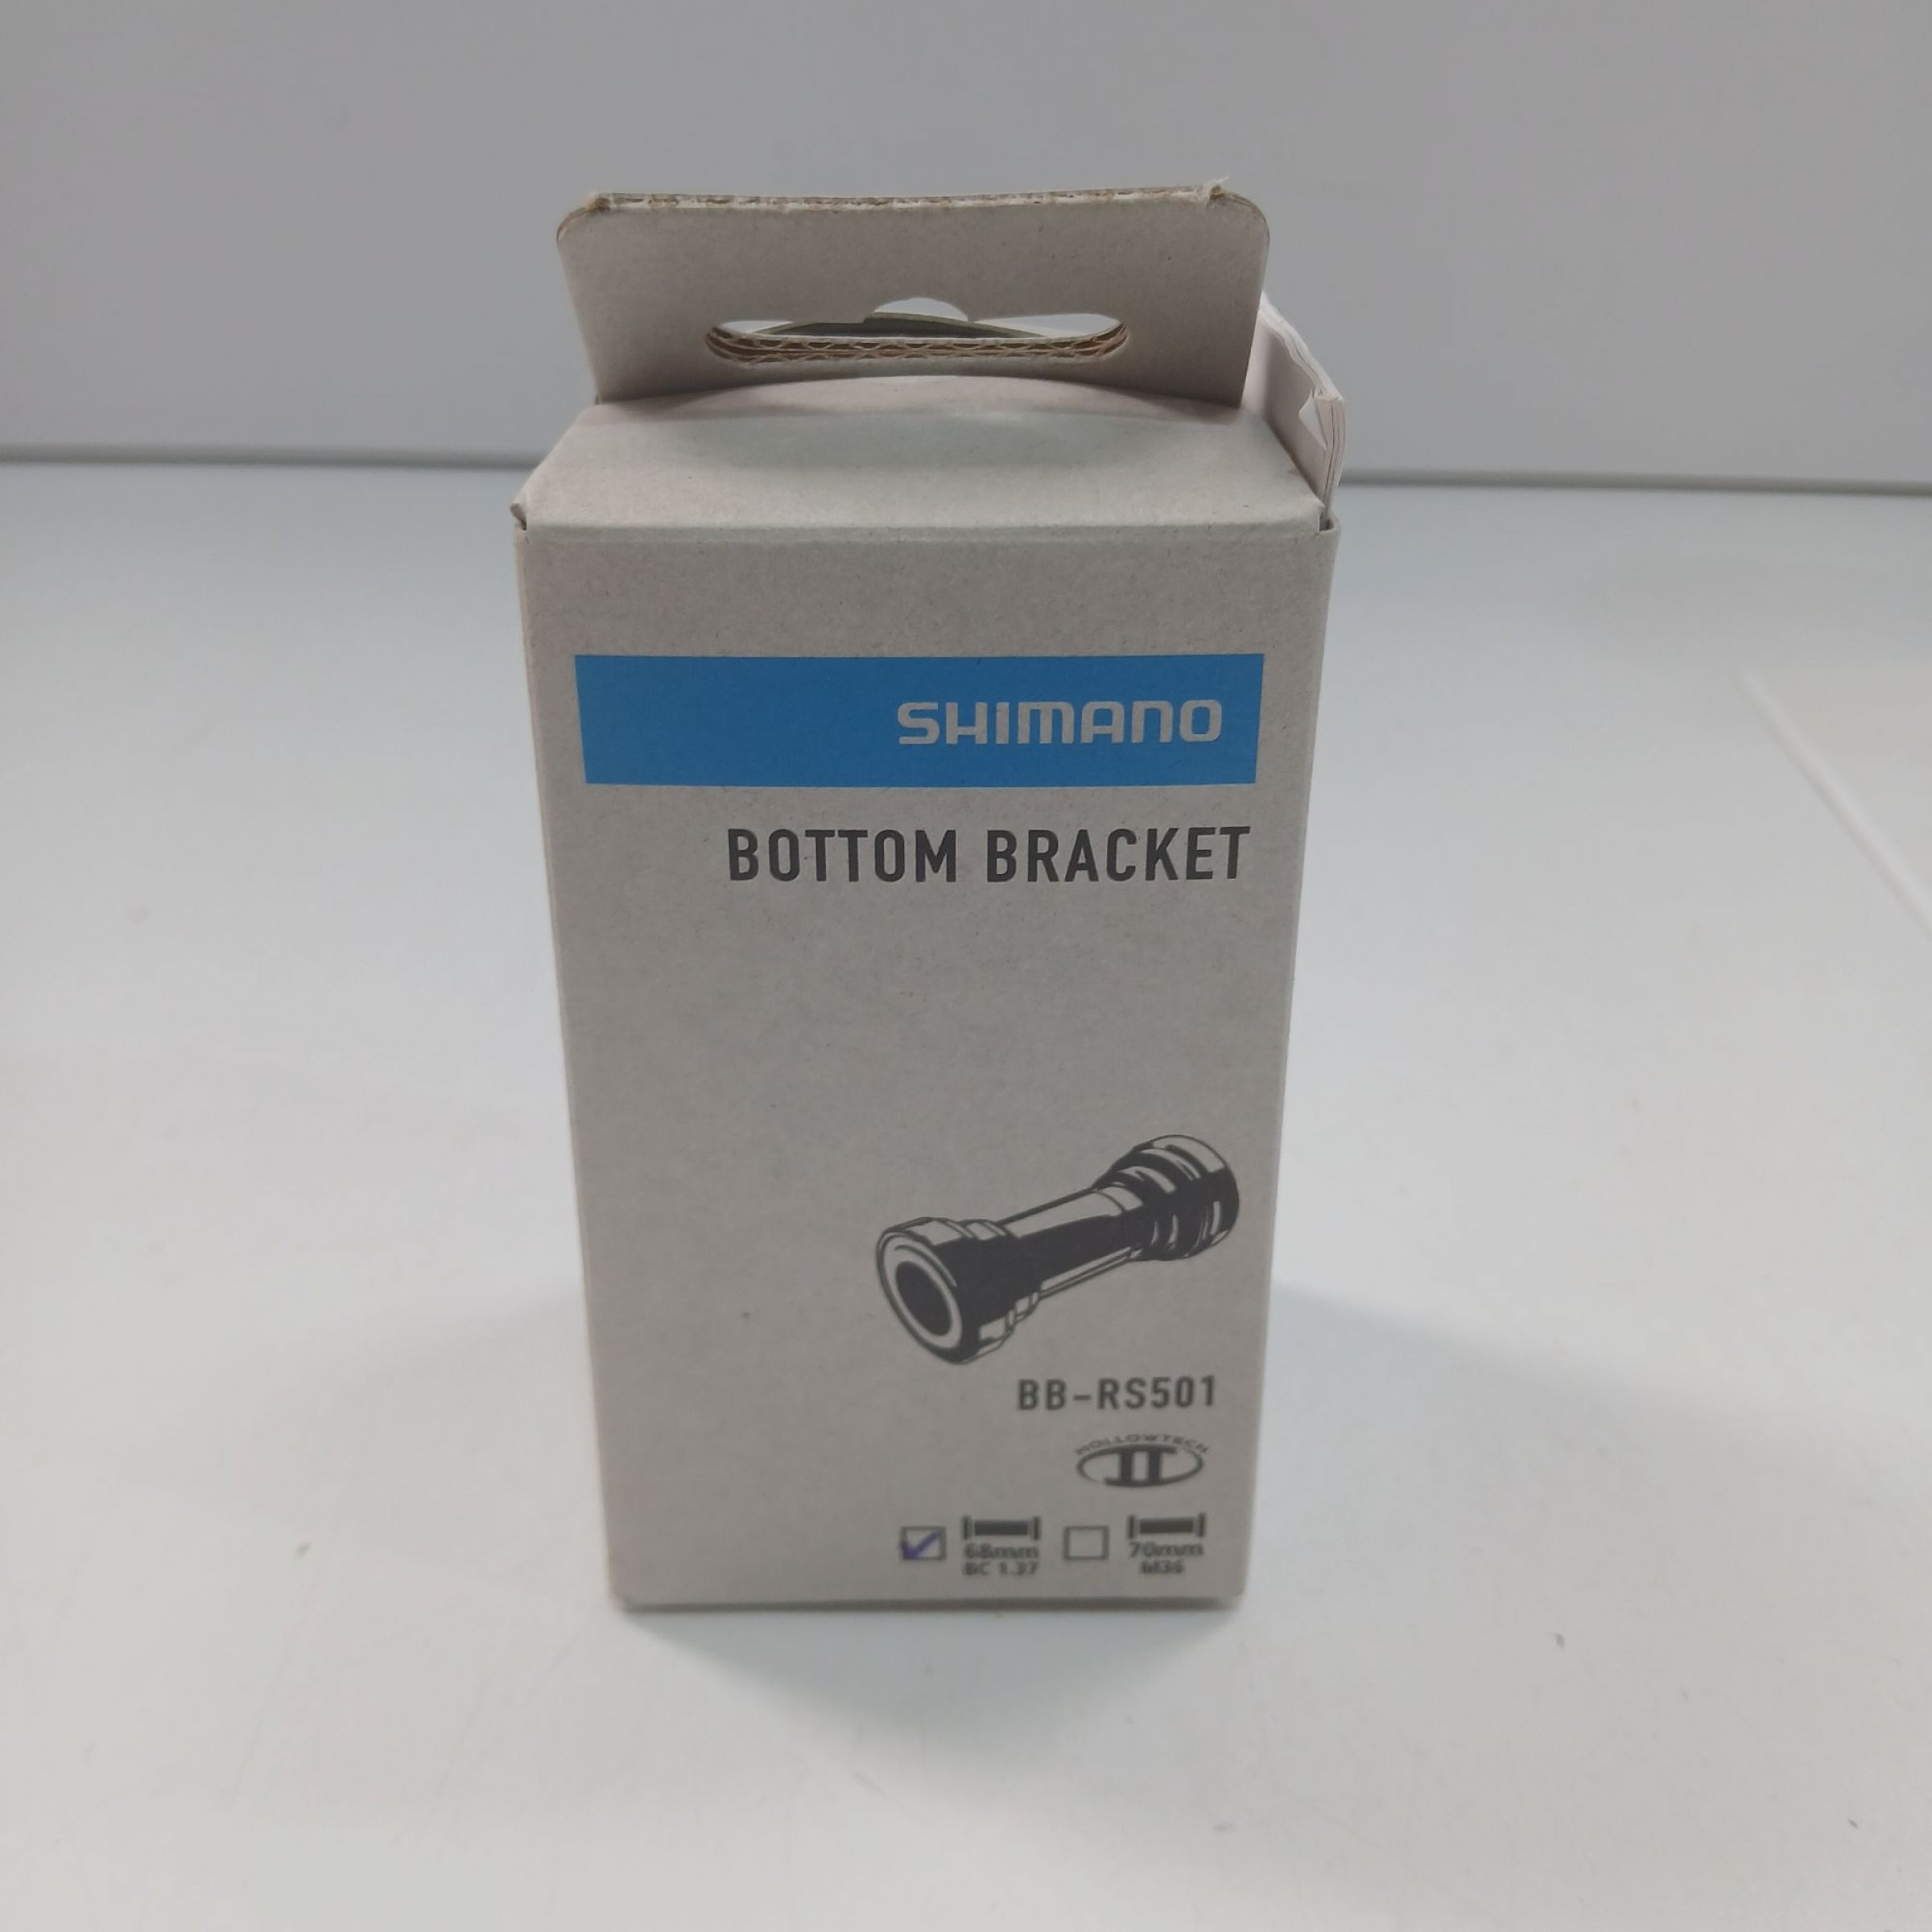 SHIMANO
BOTTOM BRACKET
BB-RS501
HOLLOWTECH
II
68mm 70mm
BC 1.37 M36